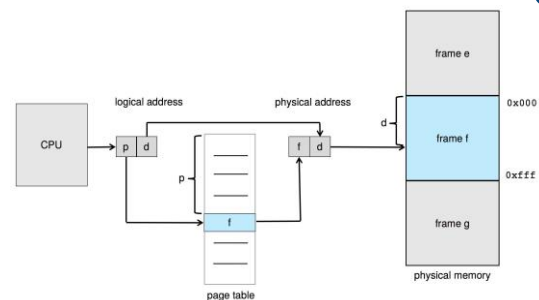 frame e
logical address
physical address
0x000
CPU
p d
f d
d
frame f
p
0xfff
f
frame g
page table
physical memory